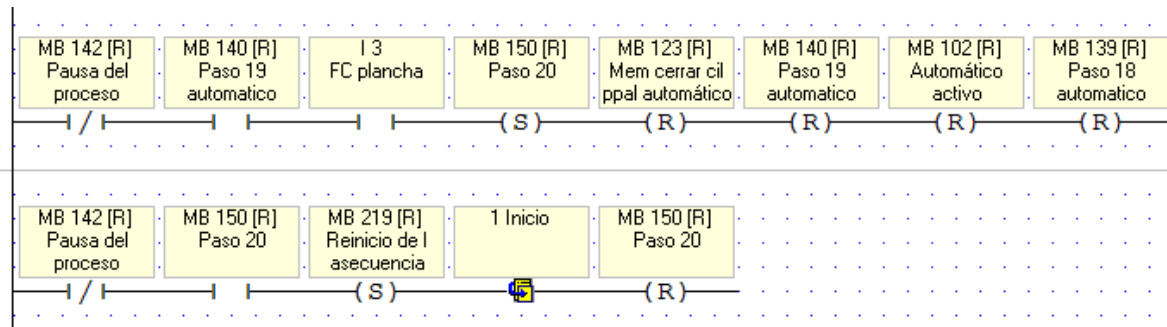 MB 142 [R] MB 140 [R] I 3 MB 150 [R] MB 123 [R] MB 140 [R] MB 102 [R] MB 139 [R]
Pausa del Paso 19 FC plancha Paso 20 Mem cerrar cil Paso 19 Automático Paso 18
proceso automatico ppal automático automatico activo automatico
(S) (R) (R) (R) (R)
MB 142 [R] MB 150 [R] MB 219 [R] 1 Inicio MB 150 [R]
Pausa del Paso 20 Reinicio de l Paso 20
proceso asecuencia
(S) (R)